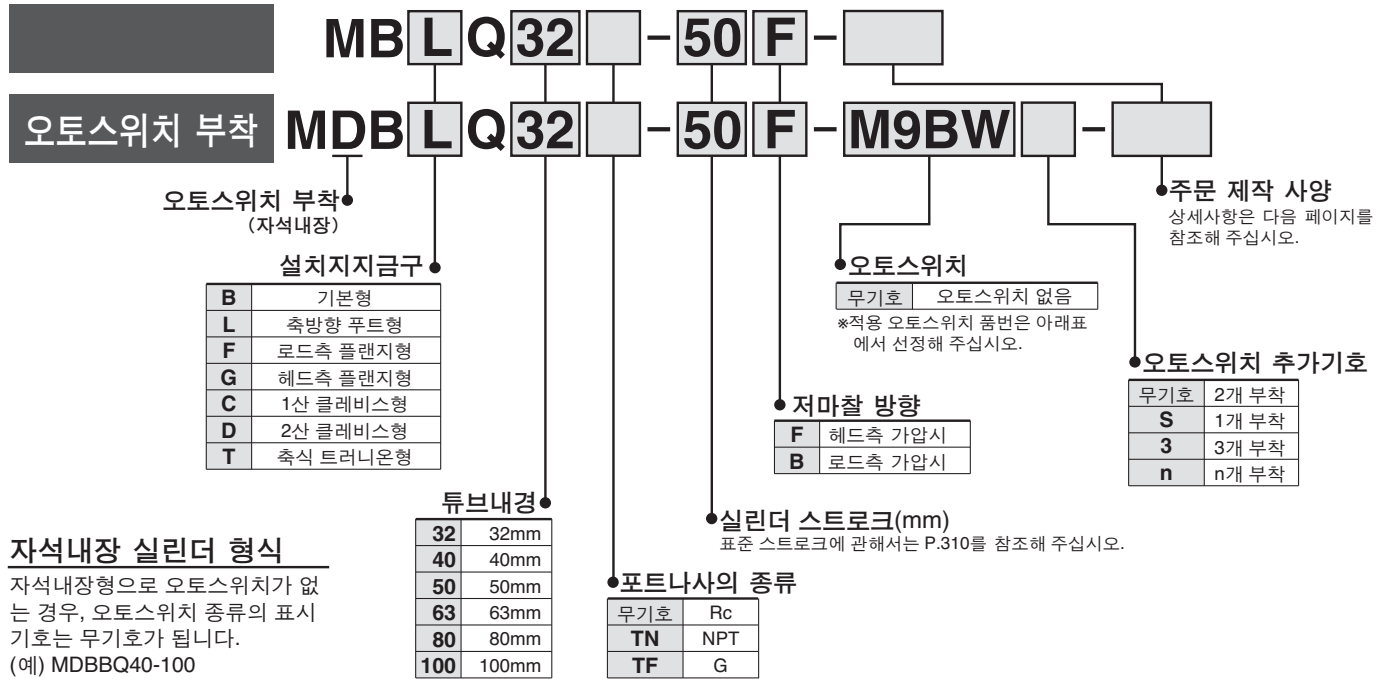 MB L Q 32 -50 F -
오토스위치 부착 MDB L Q 32 -50 F - M9BW -
오토스위치 부착
(자석내장)
설치지지금구
B 기본형
L 축방향 푸트형
F 로드측 플랜지형
G 헤드측 플랜지형
C 1산 클레비스형
D 2산 클레비스형
T 축식 트러니온형
튜브내경
32 32mm
40 40mm
50 50mm
63 63mm
80 80mm
100 100mm
포트나사의 종류
무기호 Rc
TN NPT
TF G
실린더 스트로크(mm)
표준 스트로크에 관해서는 P.310를 참조해 주십시오.
저마찰 방향
F 헤드측 가압시
B 로드측 가압시
오토스위치
무기호 오토스위치 없음
※적용 오토스위치 품번은 아래표
에서 선정해 주십시오.
오토스위치 추가기호
무기호 2개 부착
S 1개 부착
3 3개 부착
n n개 부착
주문 제작 사양
상세사항은 다음 페이지를
참조해 주십시오.
자석내장 실린더 형식
자석내장형으로 오토스위치가 없
는 경우, 오토스위치 종류의 표시
기호는 무기호가 됩니다.
(예) MDBBQ40-100